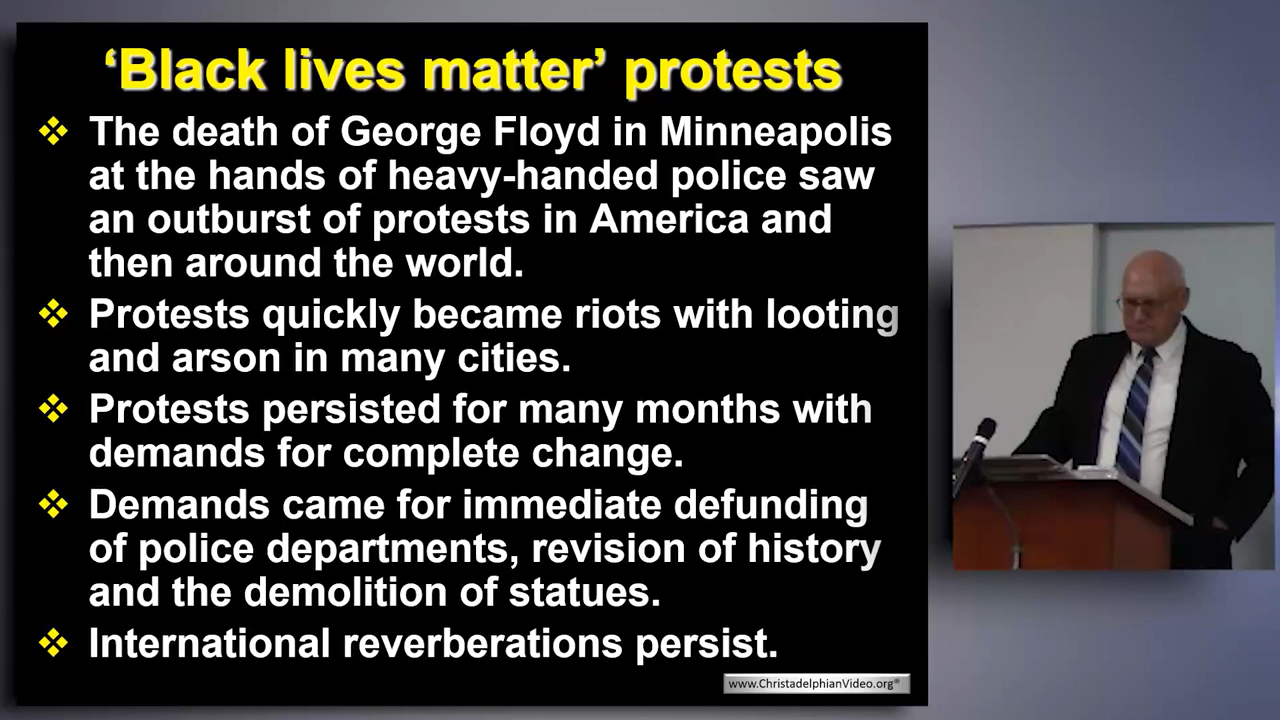 ‘Black lives matter’ protests
❖ The death of George Floyd in Minneapolis
at the hands of heavy-handed police saw
an outburst of protests in America and
then around the world.
❖ Protests quickly became riots with looting
and arson in many cities.
❖ Protests persisted for many months with
demands for complete change.
❖ Demands came for immediate defunding
of police departments, revision of history
and the demolition of statues.
❖ International reverberations persist.
www.ChristadelphianVideo.org®